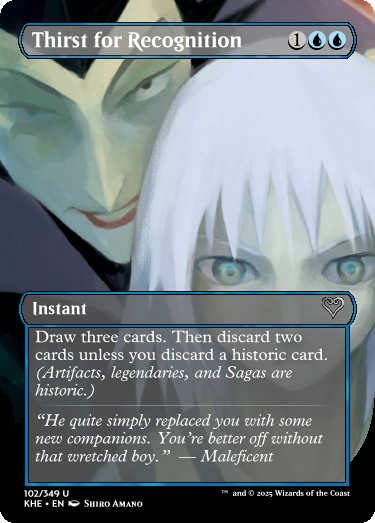 Thirst for Recognition 1
Instant
Draw three cards. Then discard two
cards unless you discard a historic card.
(Artifacts, legendaries, and Sagas are
historic.)
“He quite simply replaced you with some
new companions. You’re better off without
that wretched boy.” — Maleficent
102/349 U
KHE • EN Shiro Amano
™ and © 2025 Wizards of the Coast